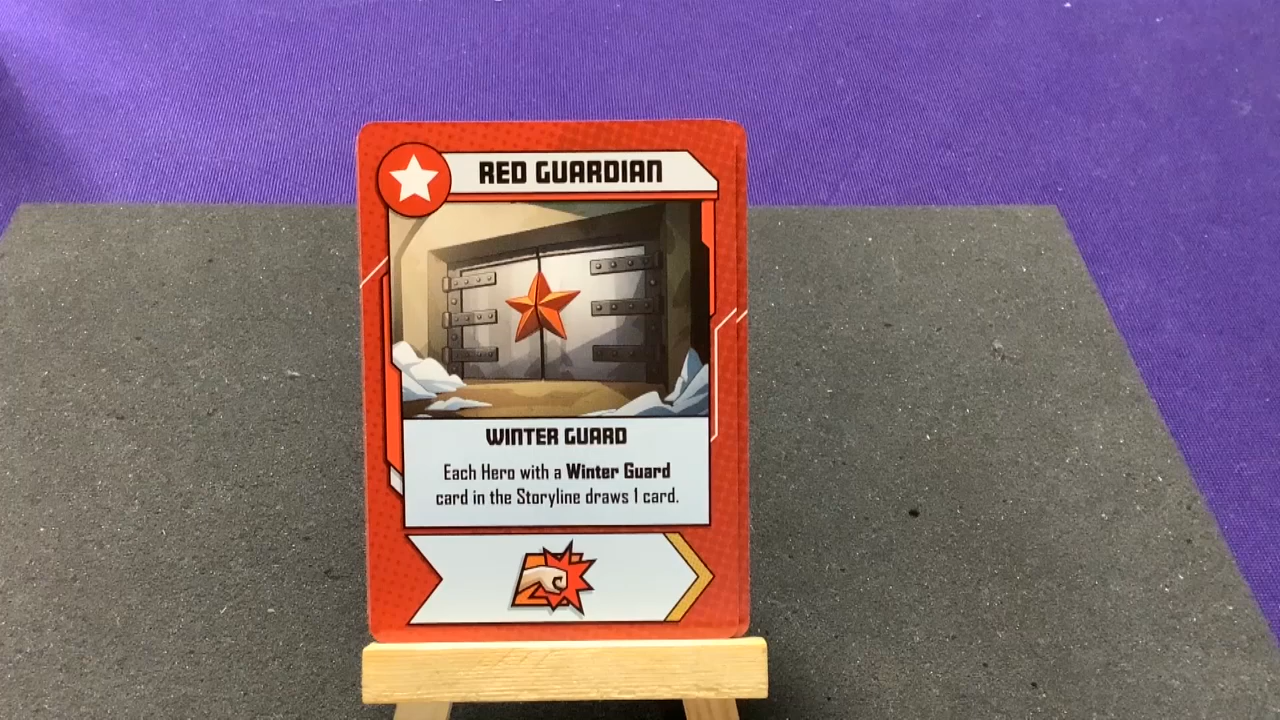 RED GUARDIAN
WINTER GUARD
Each Hero with a Winter Guard
card in the Storyline draws 1 card.